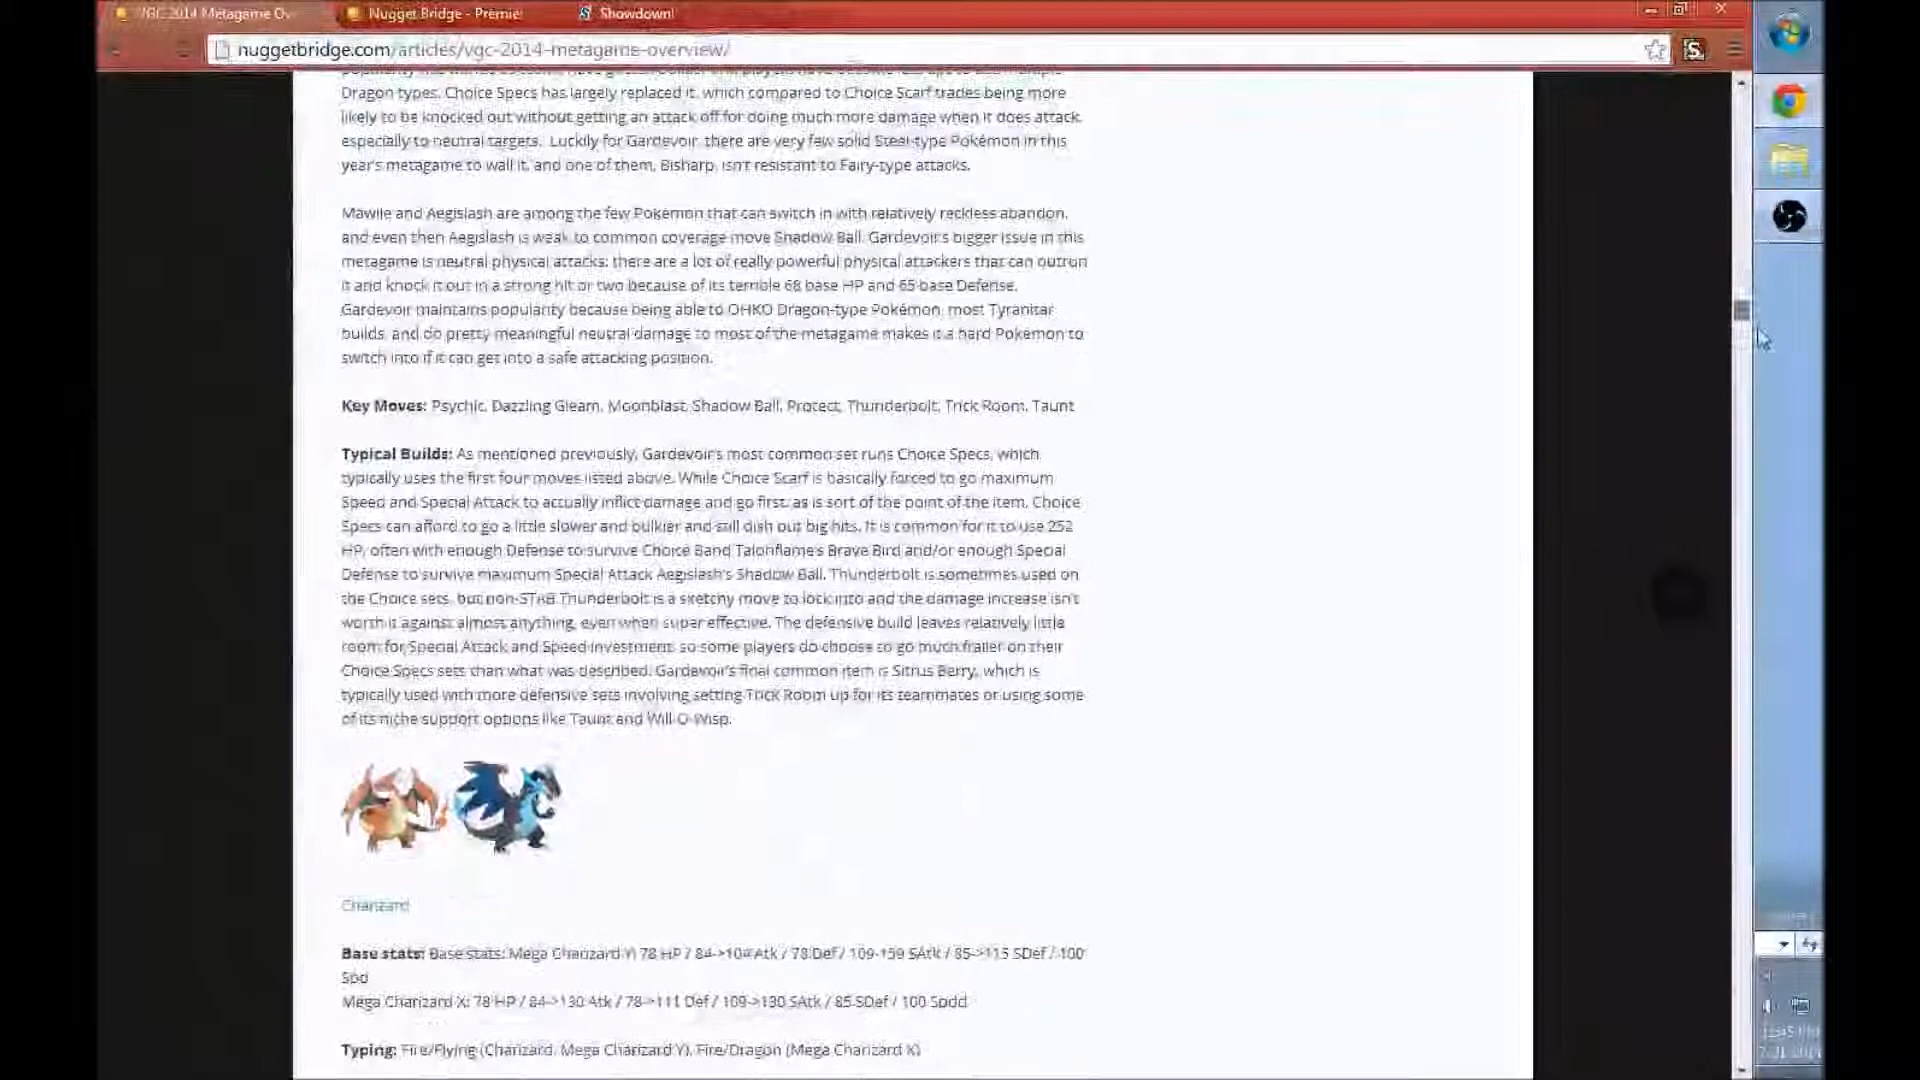 VGC 2014 Metagame Ov
Nugget Bridge - Premier
Showdown!
nuggetbridge.com/articles/vgc-2014-metagame-overview/
Dragon types. Choice Specs has largely replaced it, which compared to Choice Scarf trades being more
likely to be knocked out without getting an attack off for doing much more damage when it does attack,
especially to neutral targets. Luckily for Gardevoir, there are very few solid Steel-type Pokémon in this
year's metagame to wall it, and one of them, Bisharp, isn't resistant to Fairy-type attacks.
Mawile and Aegislash are among the few Pokémon that can switch in with relatively reckless abandon,
and even then Aegislash is weak to common coverage move Shadow Ball. Gardevoir's bigger issue in this
metagame is neutral physical attacks: there are a lot of really powerful physical attackers that can outrun
it and knock it out in a strong hit or two because of its terrible 68 base HP and 65 base Defense.
Gardevoir maintains popularity because being able to OHKO Dragon-type Pokémon, most Tyranitar
builds, and do pretty meaningful neutral damage to most of the metagame makes it a hard Pokémon to
switch into if it can get into a safe attacking position.
Key Moves: Psychic, Dazzling Gleam, Moonblast, Shadow Ball, Protect, Thunderbolt, Trick Room, Taunt
Typical Builds: As mentioned previously, Gardevoir's most common set runs Choice Specs, which
typically uses the first four moves listed above. While Choice Scarf is basically forced to go maximum
Speed and Special Attack to actually inflict damage and go first, as is sort of the point of the item, Choice
Specs can afford to go a little slower and bulkier and still dish out big hits. It is common for it to use 252
HP, often with enough Defense to survive Choice Band Talonflame's Brave Bird and/or enough Special
Defense to survive maximum Special Attack Aegislash's Shadow Ball. Thunderbolt is sometimes used on
the Choice sets, but non-STAB Thunderbolt is a sketchy move to lock into and the damage increase isn't
worth it against almost anything, even when super effective. The defensive build leaves relatively little
room for Special Attack and Speed investment, so some players do choose to go much frailer on their
Choice Specs sets than what was described. Gardevoir's final common item is Sitrus Berry, which is
typically used with more defensive sets involving setting Trick Room up for its teammates or using some
of its niche support options like Taunt and Will-O-Wisp.
Charizard
Base stats: Base stats: Mega Charizard Y: 78 HP / 84->104 Atk / 78 Def / 109-159 SAtk / 85->115 SDef / 100
Spd
Mega Charizard X: 78 HP / 84->130 Atk / 78->111 Def / 109->130 SAtk / 85 SDef / 100 Spdd
Typing: Fire/Flying (Charizard, Mega Charizard Y), Fire/Dragon (Mega Charizard X)